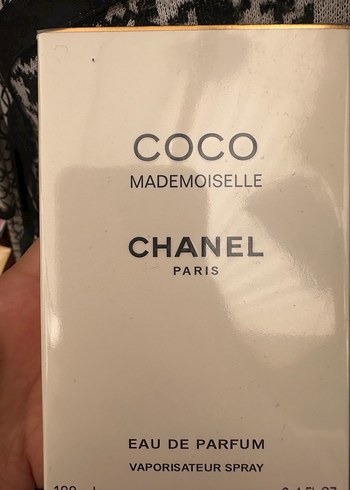 COCO
MADEMOISELLE
CHANEL
PARIS
EAU DE PARFUM
VAPORISATEUR SPRAY